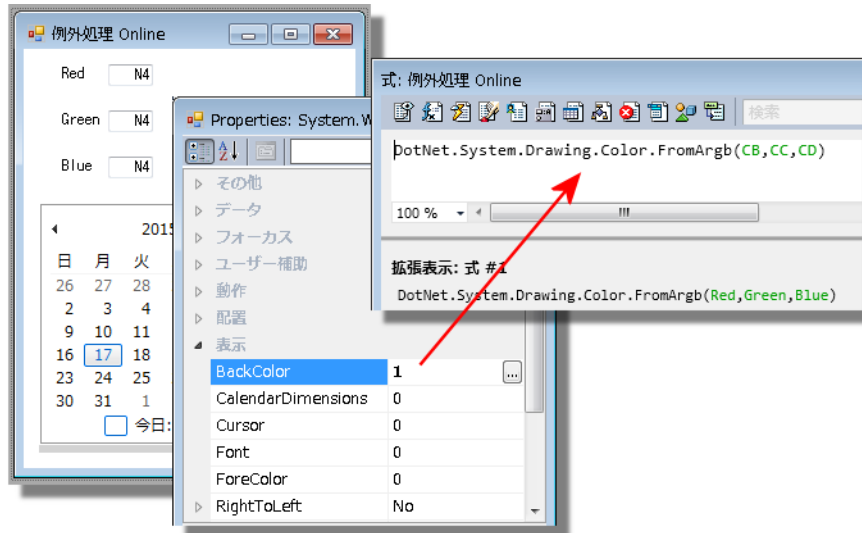 例外処理 Online
Red N4
Green N4
Blue N4
2015
日 月 火
26 27 28
2 3 4
9 10 11
16 17 18
23 24 25
30 31 1
今日:
Properties: System.W
その他
データ
フォーカス
ユーザー補助
動作
配置
表示
BackColor 1 ...
CalendarDimensions 0
Cursor 0
Font 0
ForeColor 0
RightToLeft No
式: 例外処理 Online
検索
DotNet.System.Drawing.Color.FromArgb(CB,CC,CD)
100 %
拡張表示: 式 #1
DotNet.System.Drawing.Color.FromArgb(Red,Green,Blue)